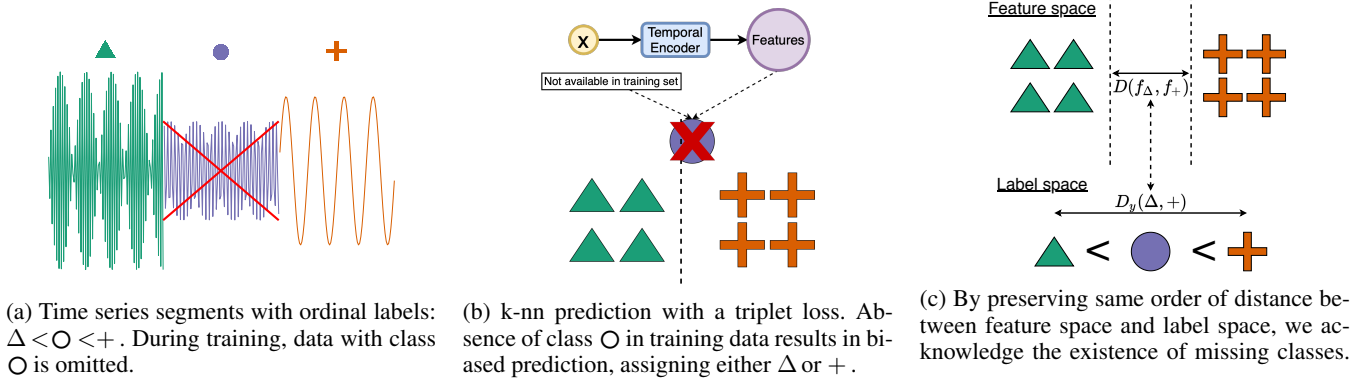 X
Temporal
Encoder
Features
Not available in training set
X
(a) Time series segments with ordinal labels:
Δ < O < + . During training, data with class
O is omitted.
(b) k-nn prediction with a triplet loss. Ab-
sence of class O in training data results in bi-
ased prediction, assigning either Δ or + .
Feature space
D(f_Δ, f_+)
Label space
D_y(Δ, +)
< <
(c) By preserving same order of distance be-
tween feature space and label space, we ac-
knowledge the existence of missing classes.